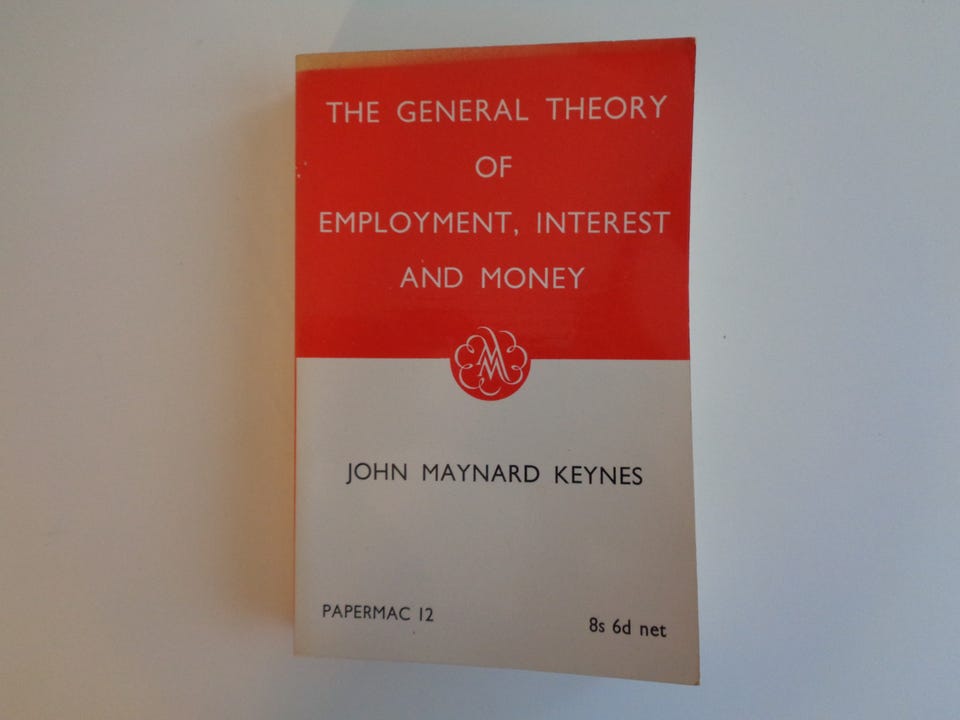 THE GENERAL THEORY
OF
EMPLOYMENT, INTEREST
AND MONEY
M
JOHN MAYNARD KEYNES
PAPERMAC 12
8s 6d net